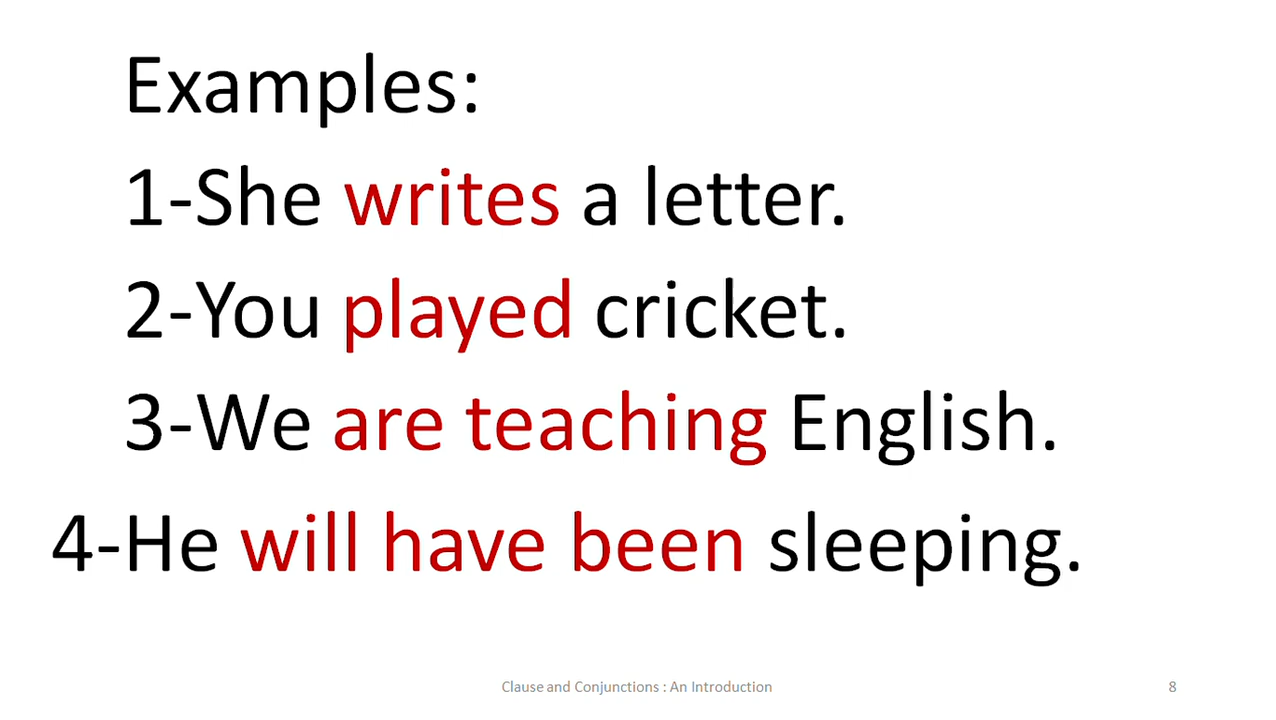 Examples:
1-She writes a letter.
2-You played cricket.
3-We are teaching English.
4-He will have been sleeping.
Clause and Conjunctions : An Introduction 8